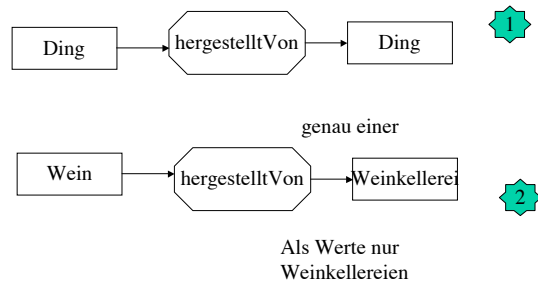 Ding
hergestelltVon
Ding
1
genau einer
Wein
hergestelltVon
Weinkellerei
2
Als Werte nur
Weinkellereien